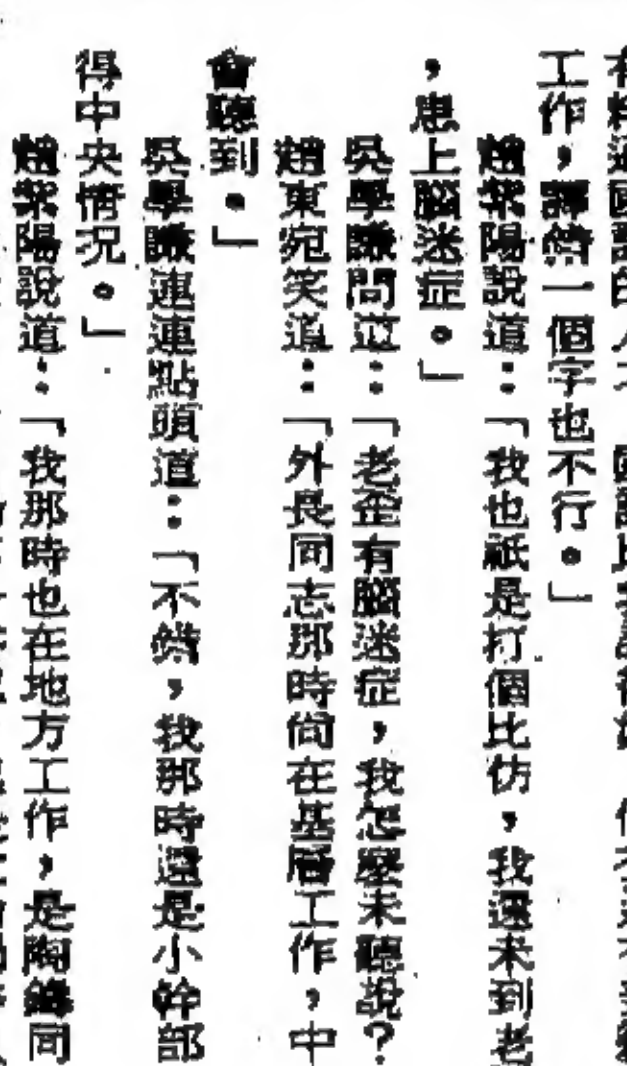 工作，譯錯一個字也不行。」
趙紫陽說道：「我也祇是打個比仿，我還未到老
，患上腦迷症。」
吳學謙問道：「老歪有腦迷症，我怎麼未聽說？
趙東宛笑道：「外長同志那時尚在基層工作，中
會聽到。」
吳學謙連連點頭道：「不錯，我那時還是小幹部
得中央情況。」
趙紫陽說道：「我那時也在地方工作，是陶鑄同